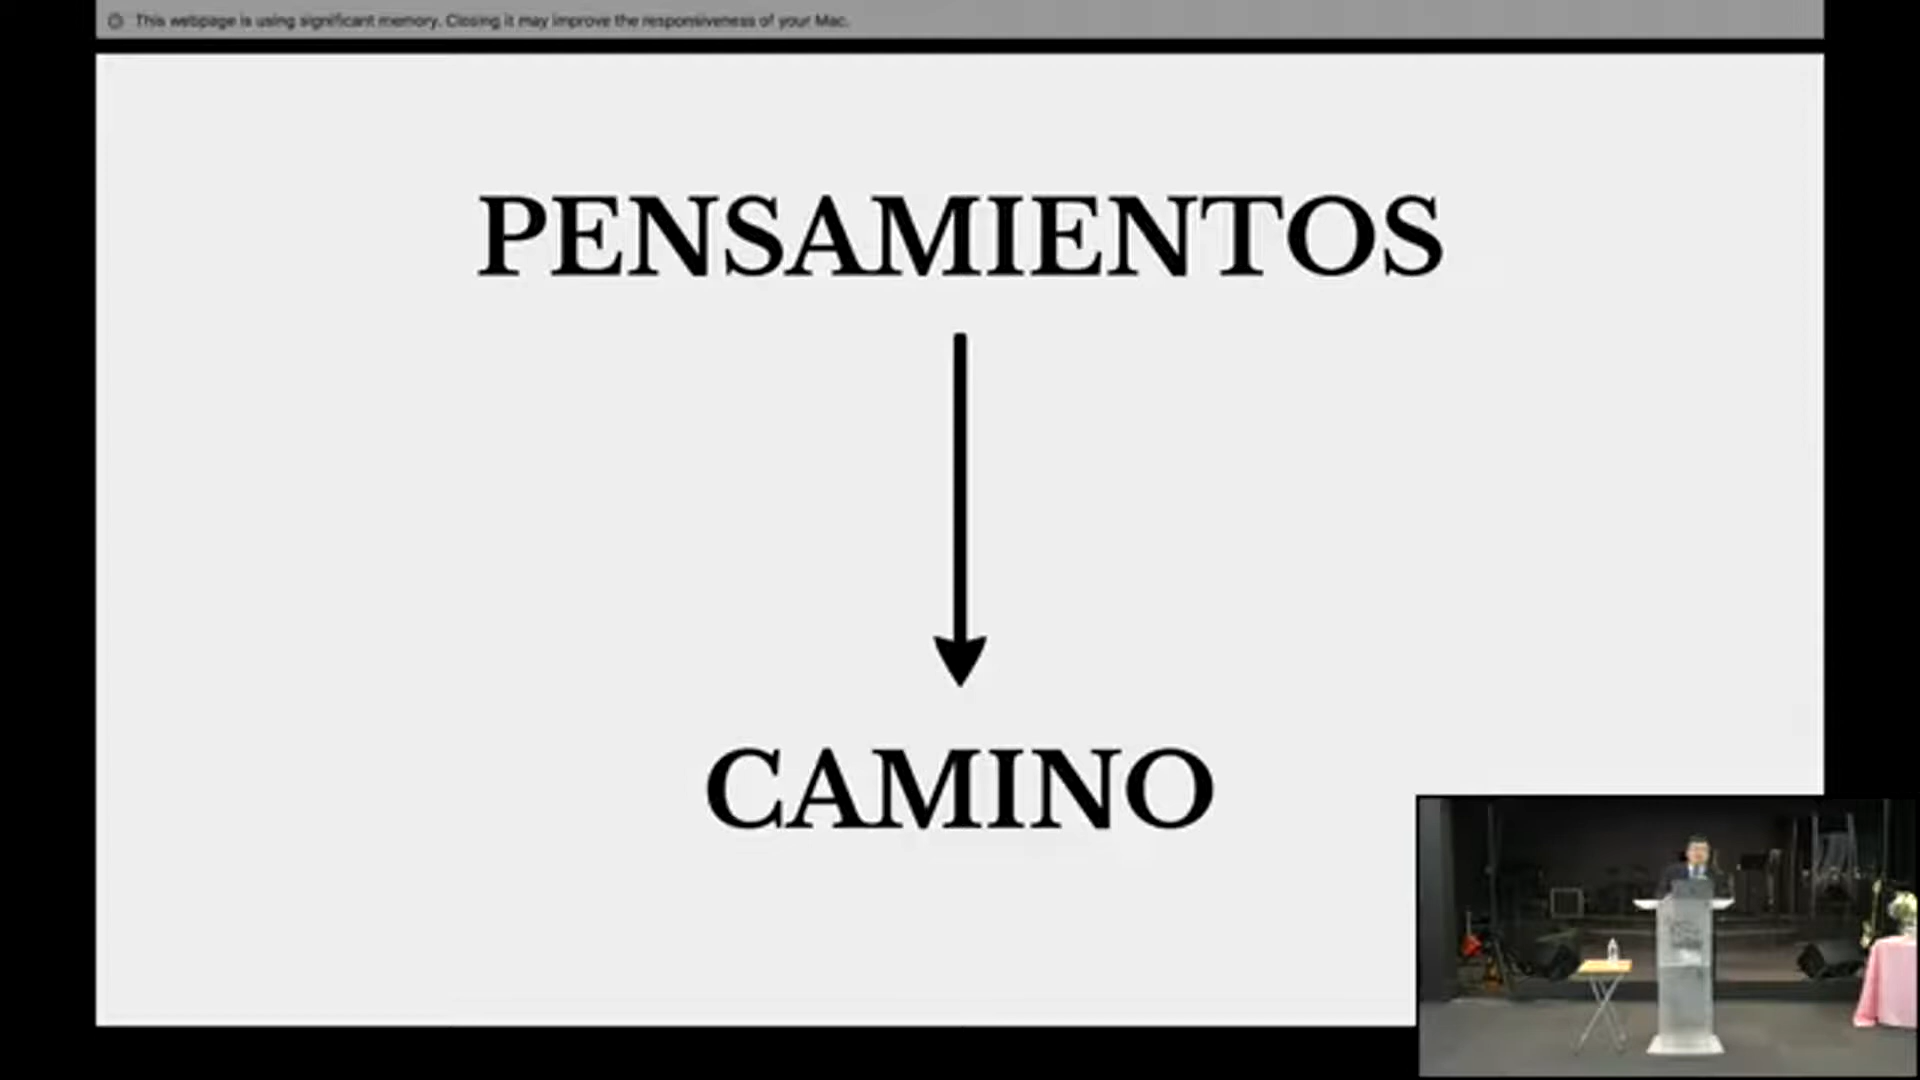 This webpage is using significant memory. Closing it may improve the responsiveness of your Mac.
PENSAMIENTOS
CAMINO